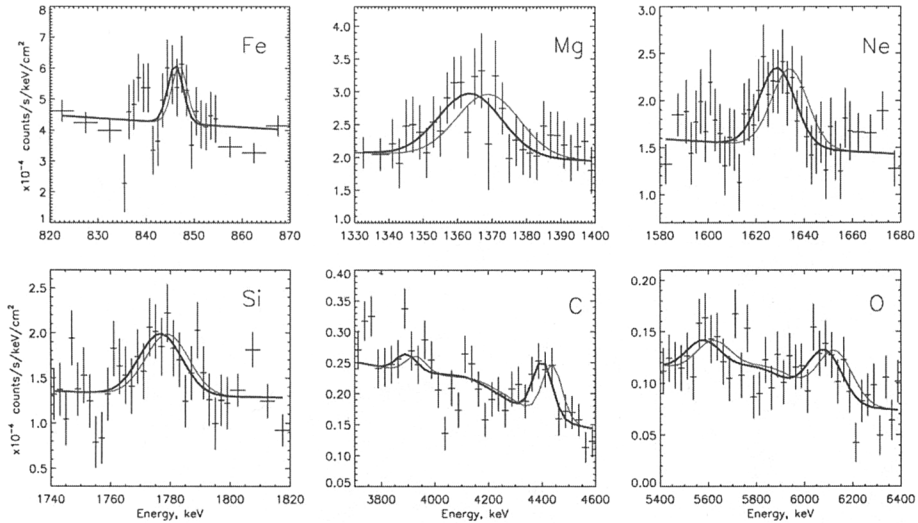 8
7
6
5
4
3
2
1
820 830 840 850 860 870
x10⁻⁴ counts/s/keV/cm²
Fe
4.0
3.5
3.0
2.5
2.0
1.5
1.0
1330 1350 1360 1370 1380 1400
Mg
2.5
2.0
1.5
1.0
1582 1600 1620 1640 1660 1680
Ne
2.5
2.0
1.5
1.0
0.5
1740 1760 1780 1800 1820
Energy, keV
x10⁻⁴ counts/s/keV/cm²
Si
0.40
0.35
0.30
0.25
0.20
0.15
0.10
0.05
3800 4000 4200 4400 4600
Energy, keV
C
0.20
0.15
0.10
0.05
0.00
5400 5600 5800 6000 6200 6400
Energy, keV
O